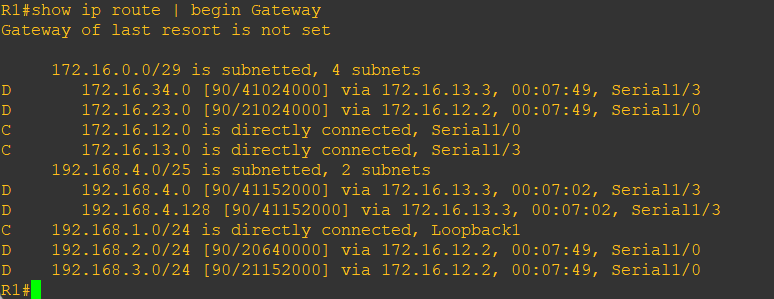 R1#show ip route | begin Gateway
Gateway of last resort is not set
     172.16.0.0/29 is subnetted, 4 subnets
D       172.16.34.0 [90/41024000] via 172.16.13.3, 00:07:49, Serial1/3
D       172.16.23.0 [90/21024000] via 172.16.12.2, 00:07:49, Serial1/0
C       172.16.12.0 is directly connected, Serial1/0
C       172.16.13.0 is directly connected, Serial1/3
     192.168.4.0/25 is subnetted, 2 subnets
D       192.168.4.0 [90/41152000] via 172.16.13.3, 00:07:02, Serial1/3
D       192.168.4.128 [90/41152000] via 172.16.13.3, 00:07:02, Serial1/3
C    192.168.1.0/24 is directly connected, Loopback1
D    192.168.2.0/24 [90/20640000] via 172.16.12.2, 00:07:49, Serial1/0
D    192.168.3.0/24 [90/21152000] via 172.16.12.2, 00:07:49, Serial1/0
R1#